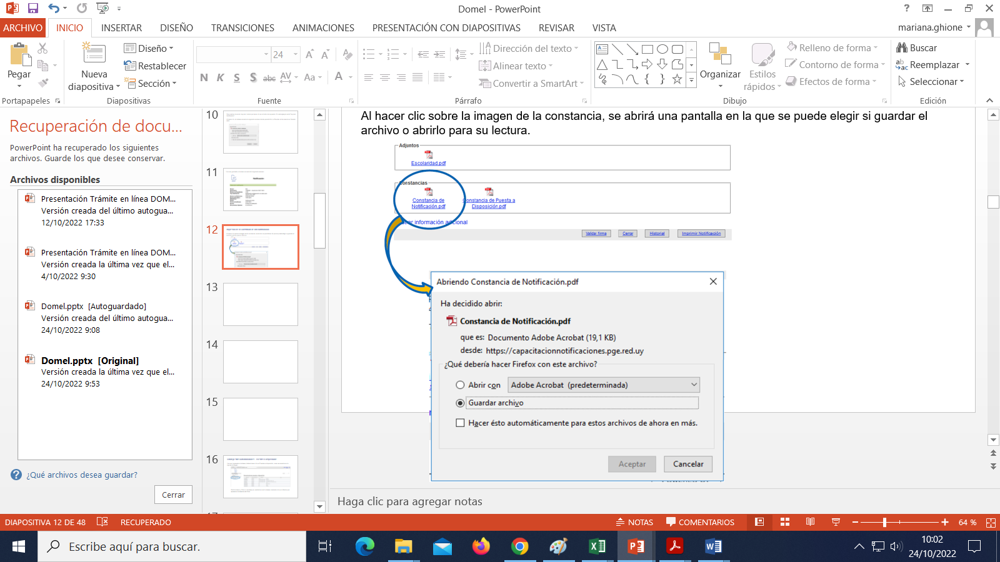 Domel - PowerPoint
ARCHIVO INICIO INSERTAR DISEÑO TRANSICIONES ANIMACIONES PRESENTACIÓN CON DIAPOSITIVAS REVISAR VISTA mariana.ghione
Pegar
Portapapeles
Nueva diapositiva
Diseño
Restablecer
Sección
Diapositivas
24
N K S S abc AV Aa A
Fuente
Dirección del texto
Alinear texto
Convertir a SmartArt
Párrafo
Organizar
Estilos rápidos
Relleno de forma
Contorno de forma
Efectos de forma
Dibujo
Buscar
Reemplazar
Seleccionar
Edición
Recuperación de docu...
PowerPoint ha recuperado los siguientes
archivos. Guarde los que desee conservar.
Archivos disponibles
Presentación Trámite en línea DOM...
Versión creada del último autogua...
12/10/2022 17:33
Presentación Trámite en línea DOM...
Versión creada la última vez que el...
4/10/2022 9:30
Domel.pptx [Autoguardado]
Versión creada del último autogua...
24/10/2022 9:08
Domel.pptx [Original]
Versión creada la última vez que el...
24/10/2022 9:53
¿Qué archivos desea guardar?
Cerrar
10
11
Notificación
12
13
14
15
16
Al hacer clic sobre la imagen de la constancia, se abrirá una pantalla en la que se puede elegir si guardar el
archivo o abrirlo para su lectura.
Adjuntos
Escolaridad.pdf
Constancias
Constancia de Notificación.pdf
Constancia de Puesta a Disposición.pdf
información adicional
Validar firma Cerrar Historial Imprimir Notificación
Abriendo Constancia de Notificación.pdf
Ha decidido abrir:
Constancia de Notificación.pdf
que es: Documento Adobe Acrobat (19,1 KB)
desde: https://capacitacionnotificaciones.pge.red.uy
¿Qué debería hacer Firefox con este archivo?
Abrir con Adobe Acrobat (predeterminada)
Guardar archivo
Hacer ésto automáticamente para estos archivos de ahora en más.
Aceptar Cancelar
Haga clic para agregar notas
DIAPOSITIVA 12 DE 48 RECUPERADO NOTAS COMENTARIOS 64 %
Escribe aquí para buscar.
10:02
24/10/2022